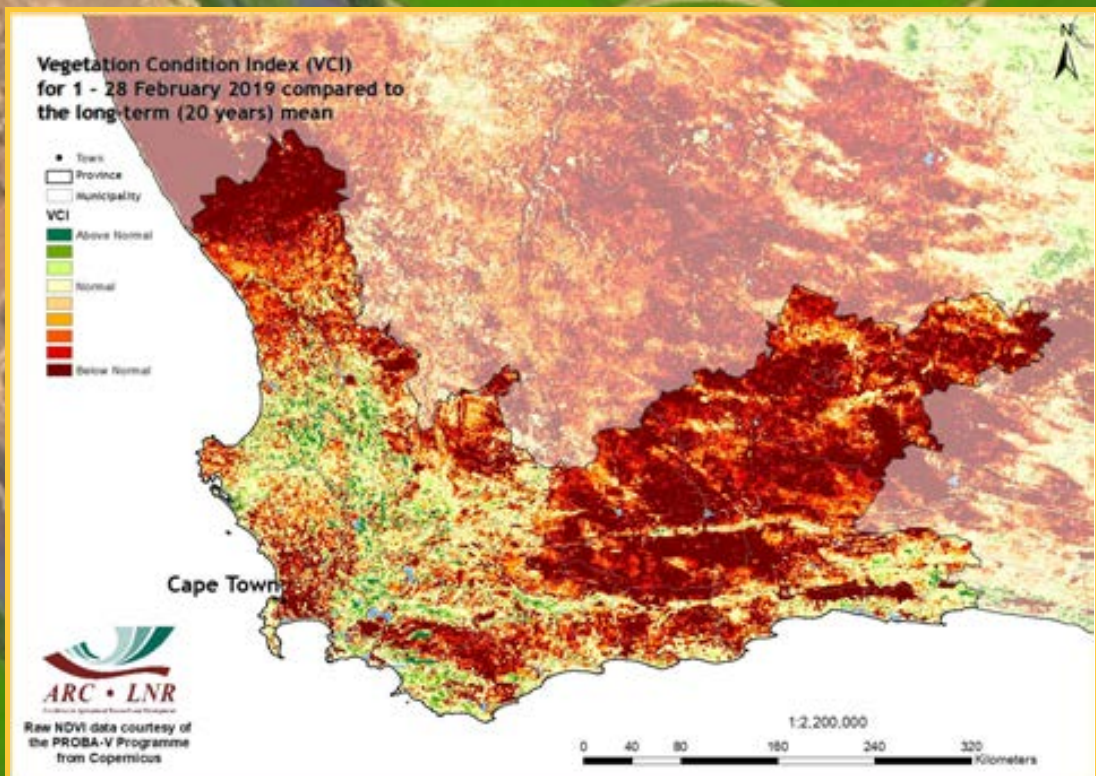 Vegetation Condition Index (VCI)
for 1 - 28 February 2019 compared to
the long-term (20 years) mean
N
Town
Province
Municipality
VCI
Above Normal
Normal
Below Normal
Cape Town
ARC • LNR
Raw NDVI data courtesy of
the PROBA-V Programme
from Copernicus
1:2,200,000
0 40 80 160 240 320
Kilometers